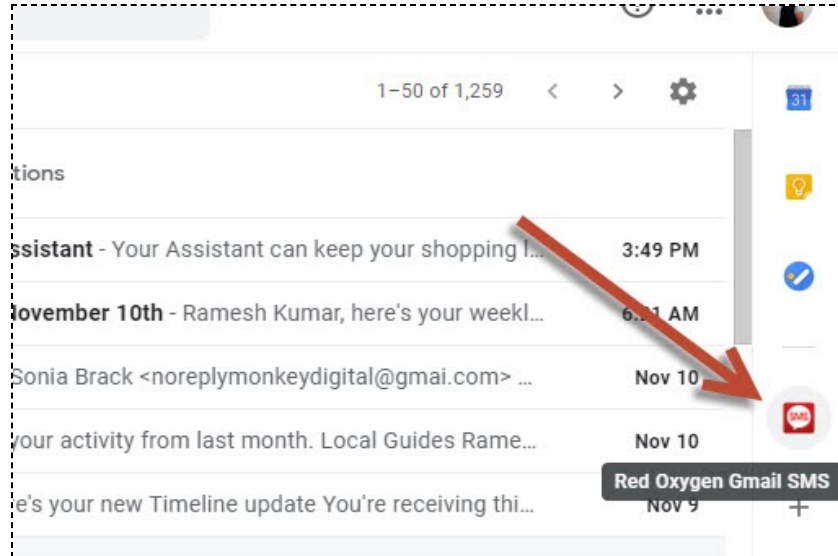 1–50 of 1,259
31
tions
ssistant - Your Assistant can keep your shopping l... 3:49 PM
ovember 10th - Ramesh Kumar, here's your weekl... AM
Sonia Brack <noreplymonkeydigital@gmai.com> ... Nov 10
SMS
your activity from last month. Local Guides Rame... Nov 10
Red Oxygen Gmail SMS
e's your new Timeline update You're receiving thi... Nov 9